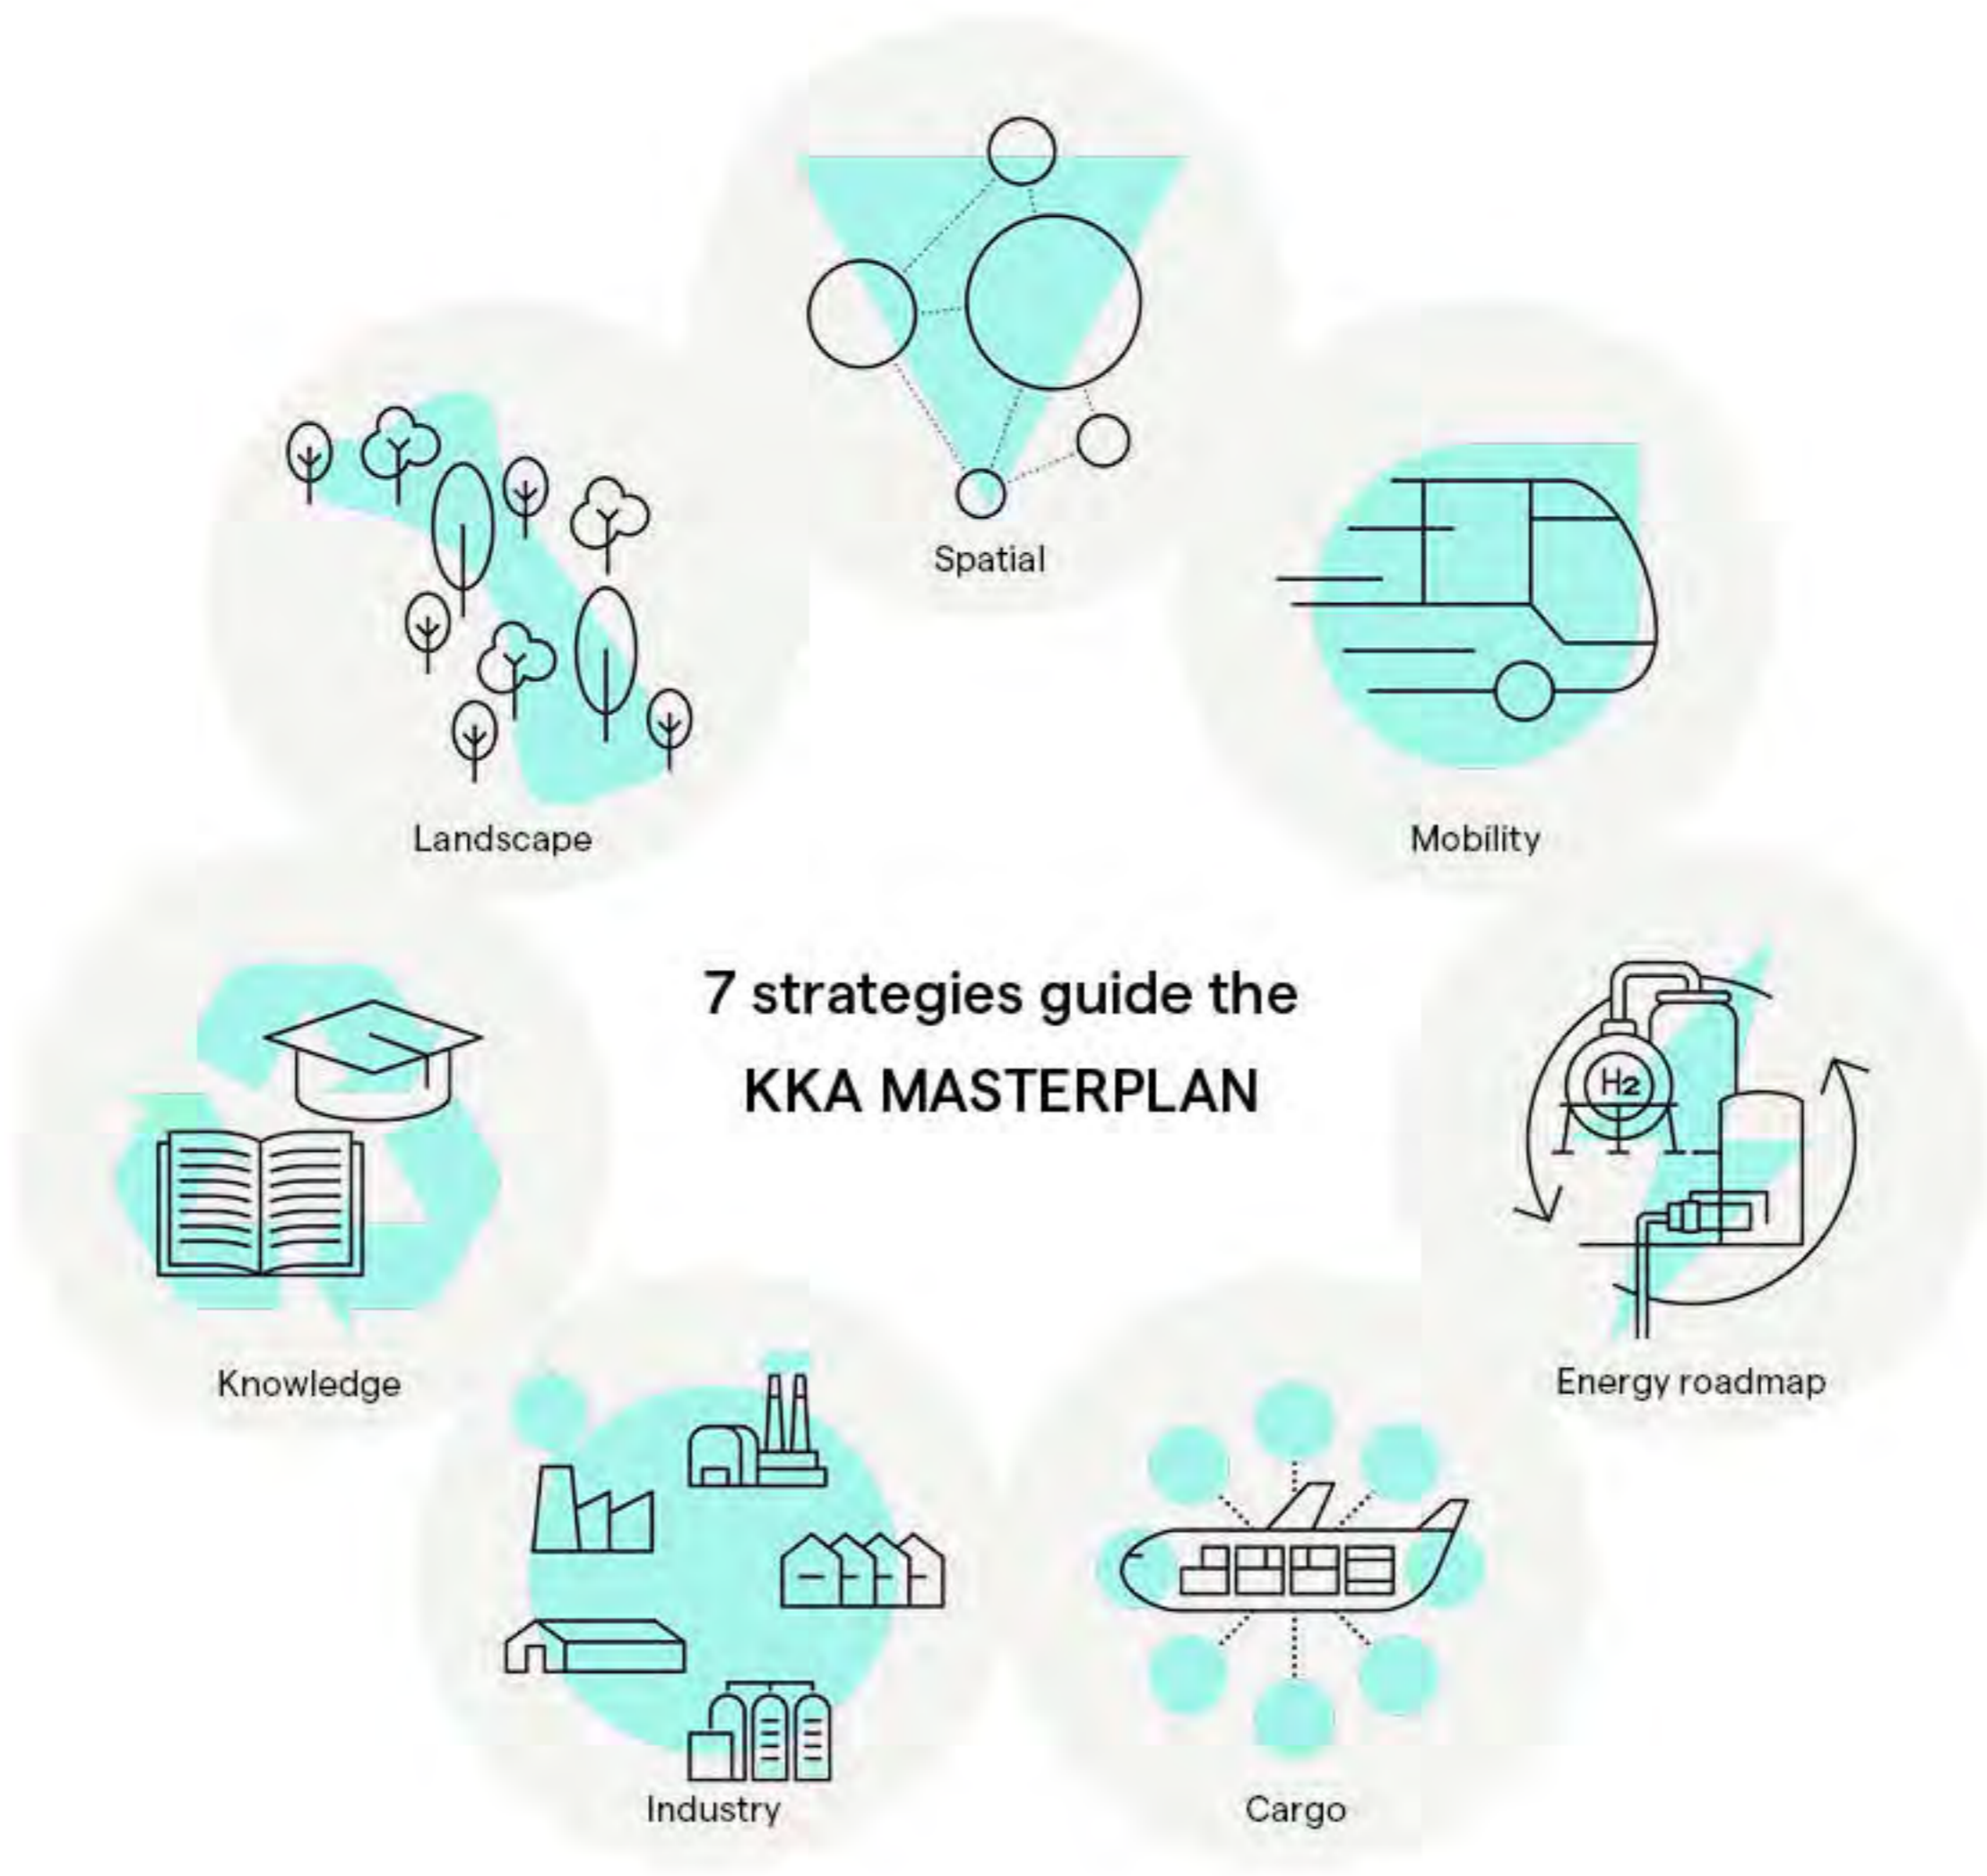 Spatial
Landscape
Mobility
7 strategies guide the
KKA MASTERPLAN
H2
Knowledge
Energy roadmap
Industry
Cargo